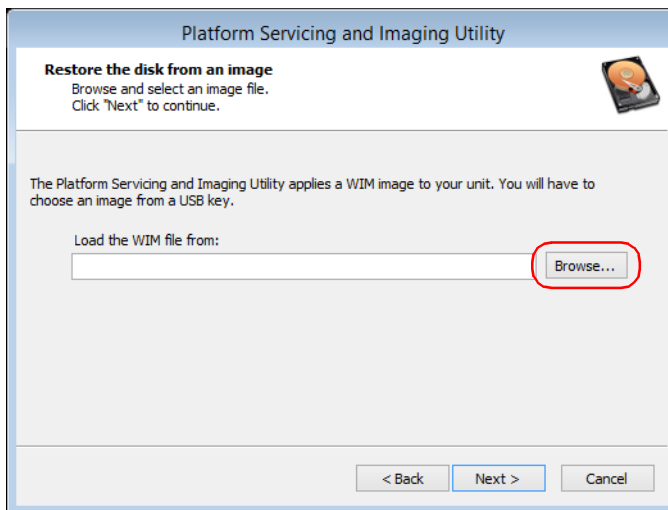 Platform Servicing and Imaging Utility
Restore the disk from an image
Browse and select an image file.
Click "Next" to continue.
The Platform Servicing and Imaging Utility applies a WIM image to your unit. You will have to
choose an image from a USB key.
Load the WIM file from:
Browse...
< Back Next > Cancel